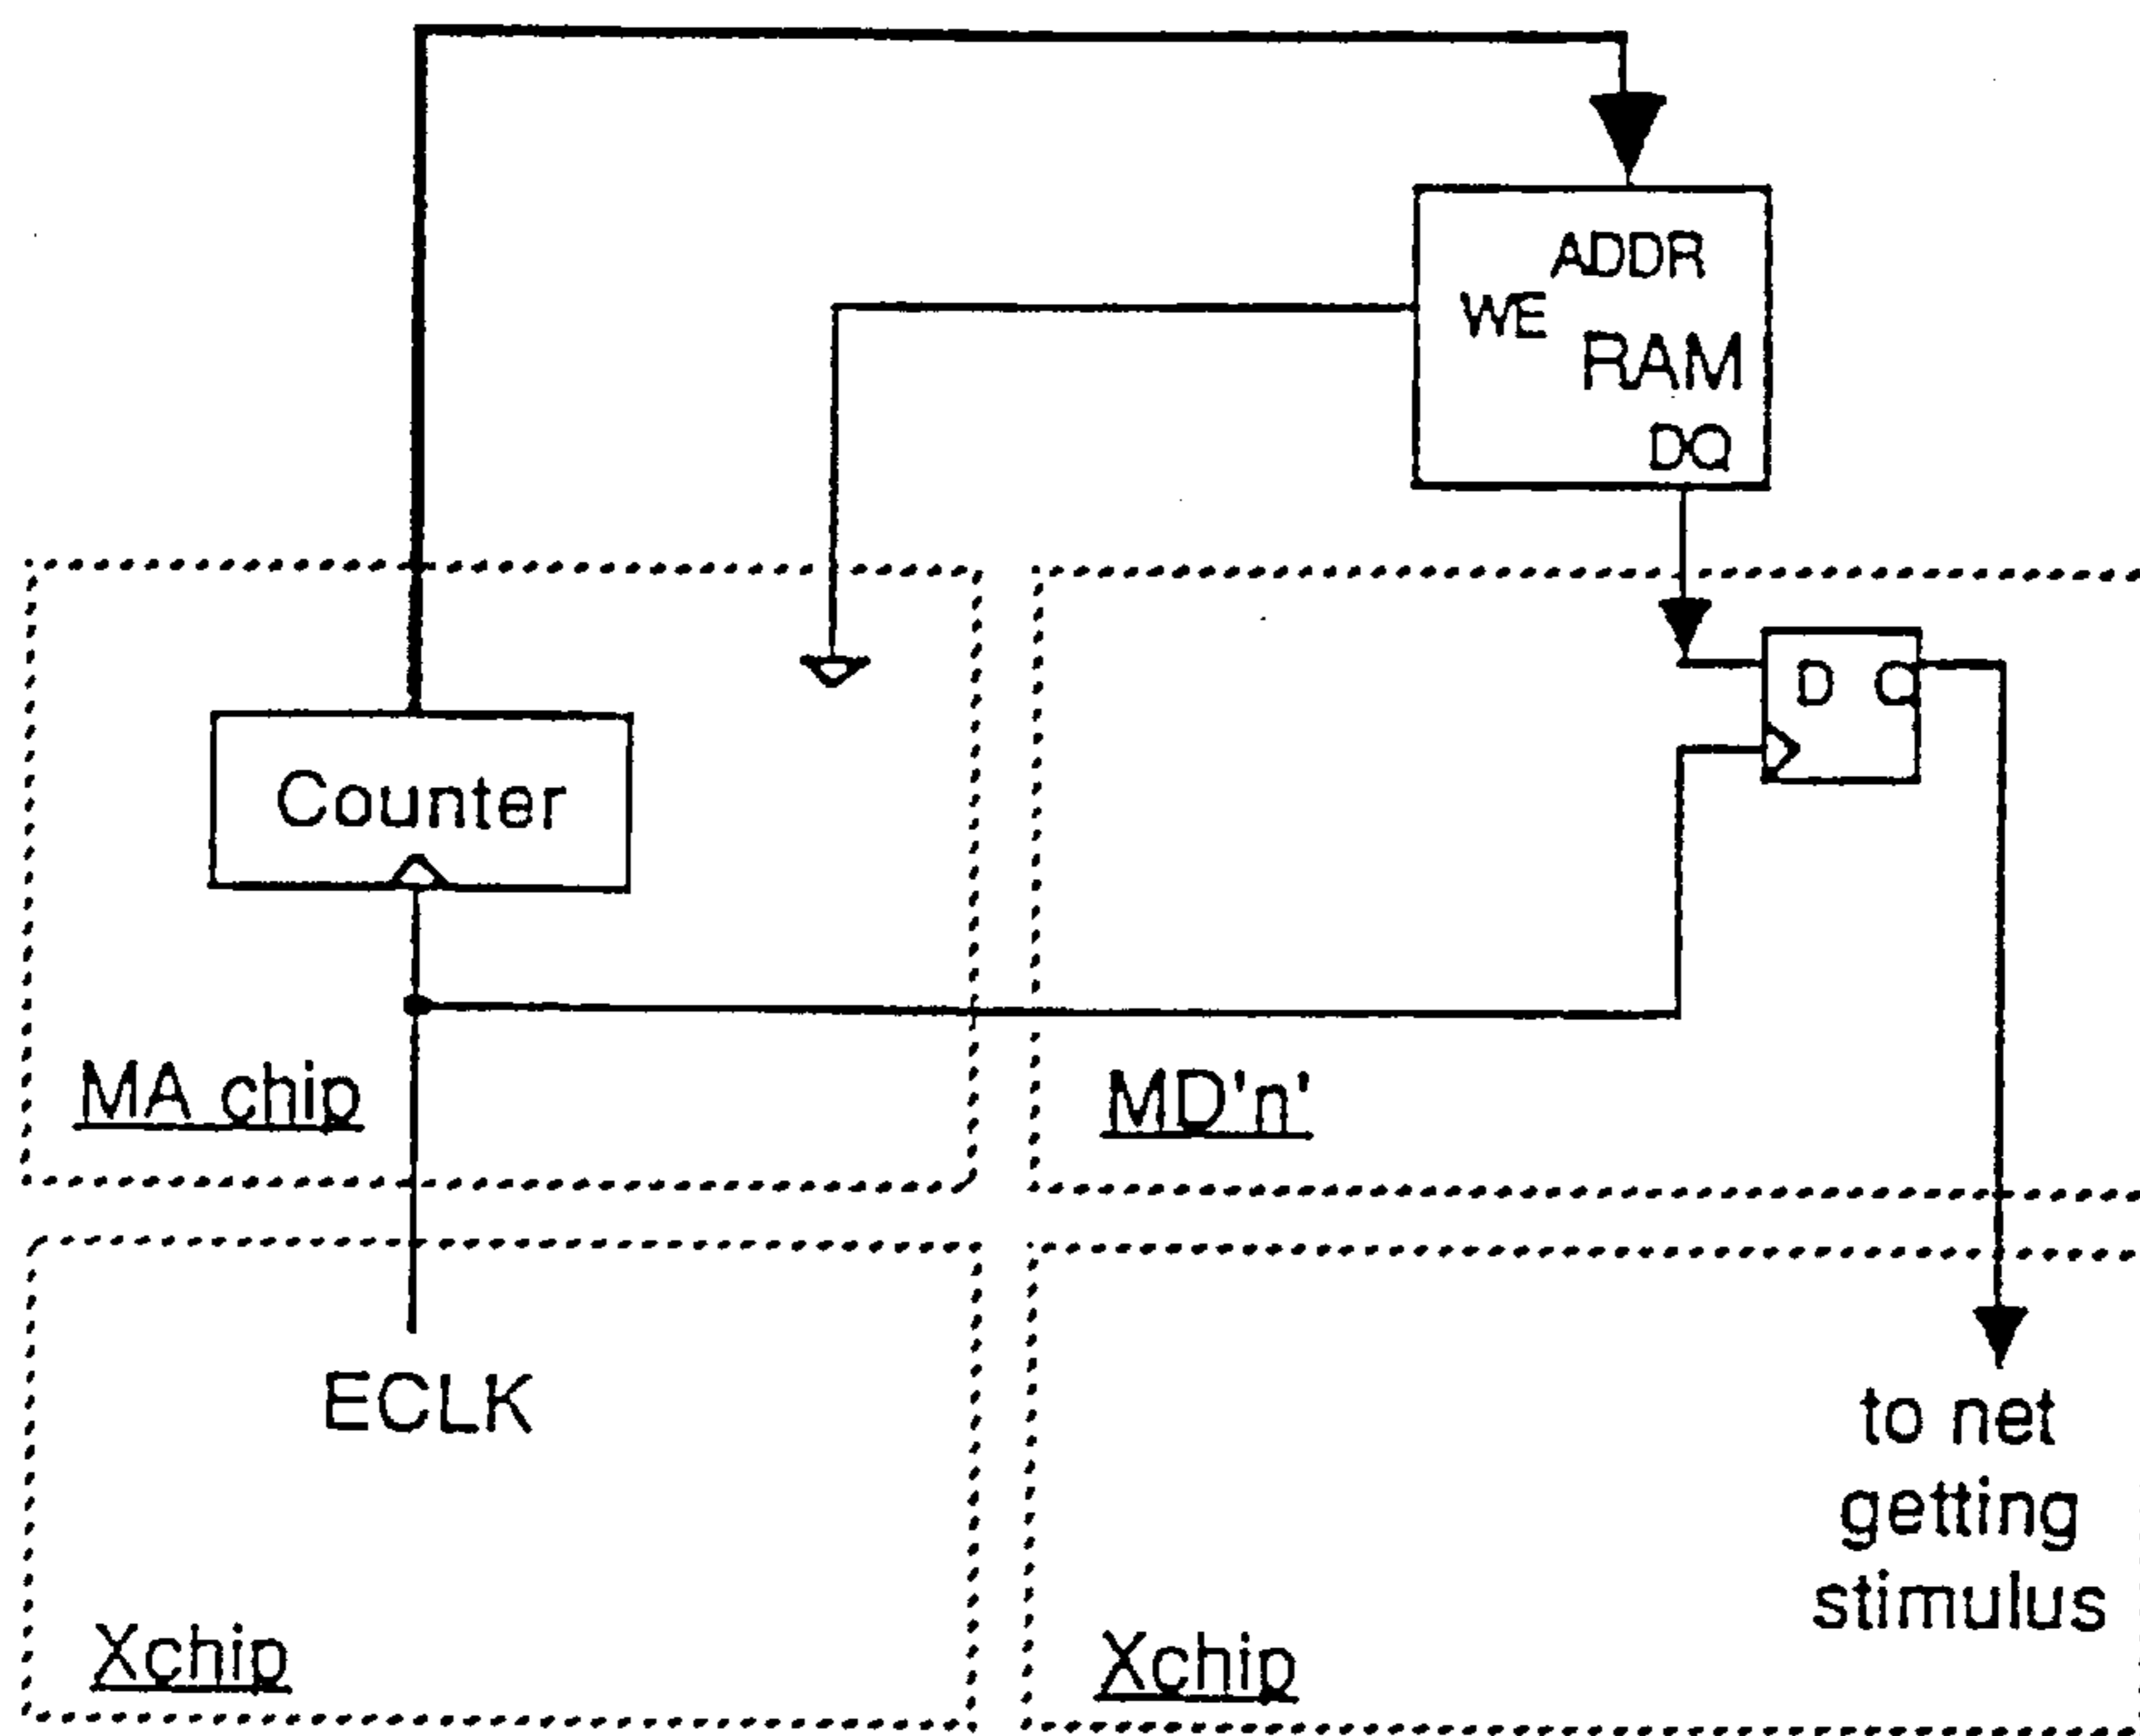 ADDR
WE
RAM
DQ
D Q
Counter
MA chip
MD'n'
ECLK
to net
getting
stimulus
Xchip
Xchip